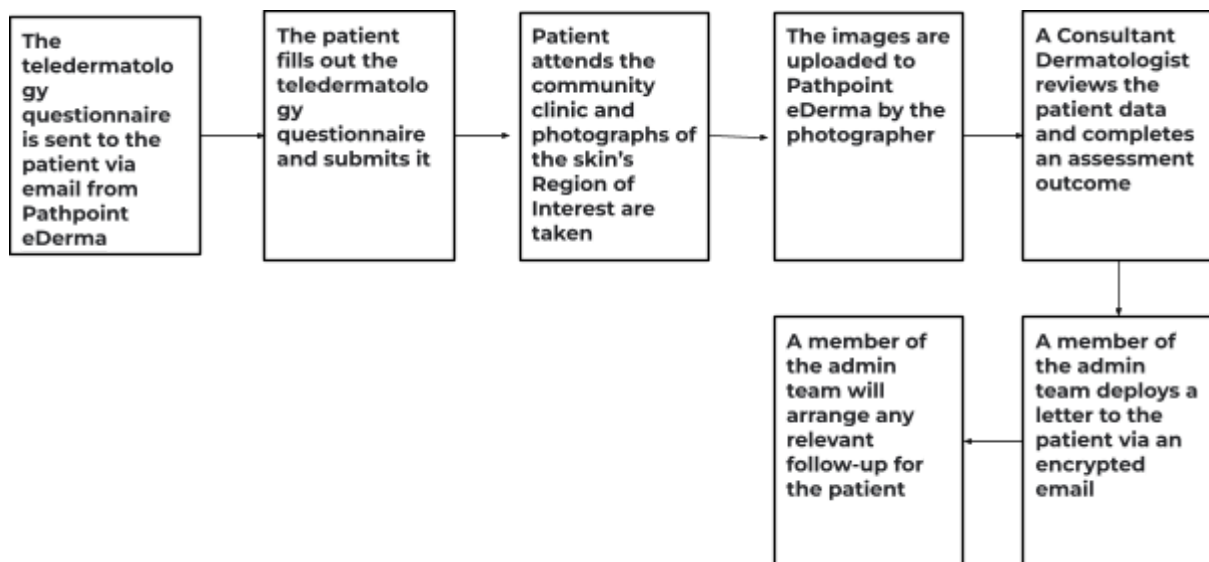 The
teledermatolo
gy
questionnaire
is sent to the
patient via
email from
Pathpoint
eDerma
The patient
fills out the
teledermatolo
gy
questionnaire
and submits it
Patient
attends the
community
clinic and
photographs of
the skin's
Region of
Interest are
taken
The images are
uploaded to
Pathpoint
eDerma by the
photographer
A Consultant
Dermatologist
reviews the
patient data
and completes
an assessment
outcome
A member of
the admin
team deploys a
letter to the
patient via an
encrypted
email
A member of
the admin
team will
arrange any
relevant
follow-up for
the patient